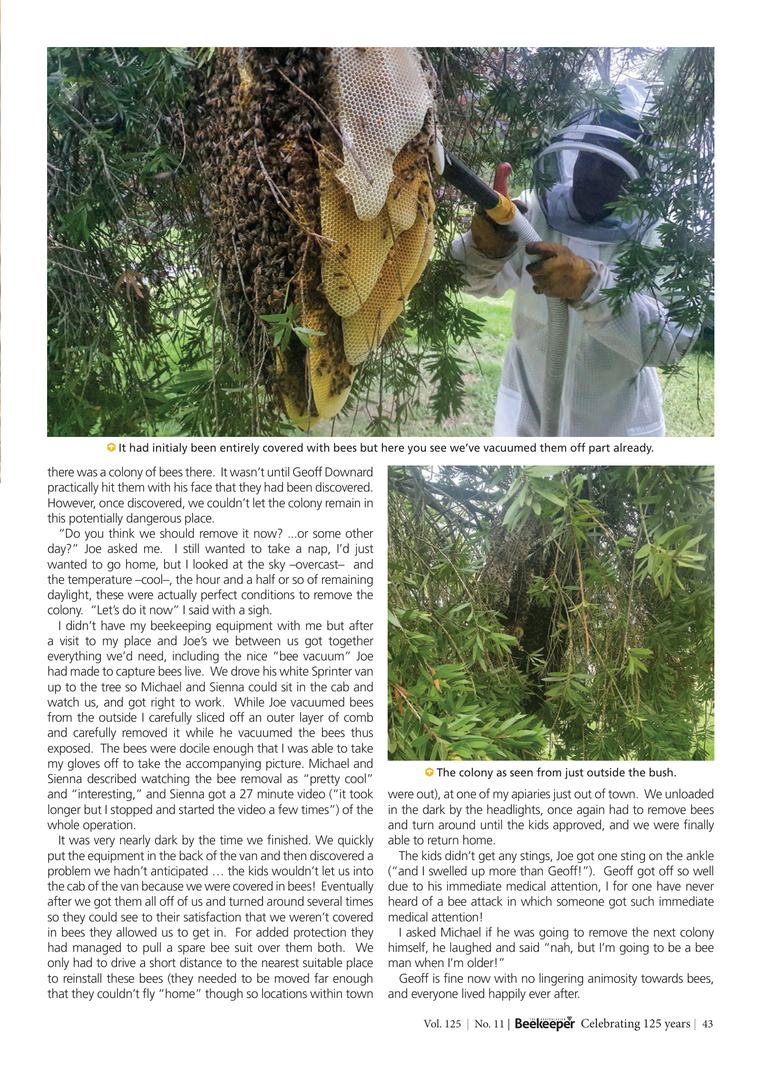 It had initialy been entirely covered with bees but here you see we've vacuumed them off part already.
there was a colony of bees there.  It wasn't until Geoff Downard
practically hit them with his face that they had been discovered.
However, once discovered, we couldn't let the colony remain in
this potentially dangerous place.
"Do you think we should remove it now? ...or some other
day?" Joe asked me.  I still wanted to take a nap, I'd just
wanted to go home, but I looked at the sky –overcast–  and
the temperature –cool–, the hour and a half or so of remaining
daylight, these were actually perfect conditions to remove the
colony.  "Let's do it now" I said with a sigh.
I didn't have my beekeeping equipment with me but after
a visit to my place and Joe's we between us got together
everything we'd need, including the nice "bee vacuum" Joe
had made to capture bees live.  We drove his white Sprinter van
up to the tree so Michael and Sienna could sit in the cab and
watch us, and got right to work.  While Joe vacuumed bees
from the outside I carefully sliced off an outer layer of comb
and carefully removed it while he vacuumed the bees thus
exposed.  The bees were docile enough that I was able to take
my gloves off to take the accompanying picture. Michael and
Sienna described watching the bee removal as "pretty cool"
and "interesting," and Sienna got a 27 minute video ("it took
longer but I stopped and started the video a few times") of the
whole operation.
It was very nearly dark by the time we finished. We quickly
put the equipment in the back of the van and then discovered a
problem we hadn't anticipated … the kids wouldn't let us into
the cab of the van because we were covered in bees!  Eventually
after we got them all off of us and turned around several times
so they could see to their satisfaction that we weren't covered
in bees they allowed us to get in.  For added protection they
had managed to pull a spare bee suit over them both.  We
only had to drive a short distance to the nearest suitable place
to reinstall these bees (they needed to be moved far enough
that they couldn't fly "home" though so locations within town
The colony as seen from just outside the bush.
were out), at one of my apiaries just out of town.  We unloaded
in the dark by the headlights, once again had to remove bees
and turn around until the kids approved, and we were finally
able to return home.
The kids didn't get any stings, Joe got one sting on the ankle
("and I swelled up more than Geoff!").  Geoff got off so well
due to his immediate medical attention, I for one have never
heard of a bee attack in which someone got such immediate
medical attention!
I asked Michael if he was going to remove the next colony
himself, he laughed and said "nah, but I'm going to be a bee
man when I'm older!"
Geoff is fine now with no lingering animosity towards bees,
and everyone lived happily ever after.
Vol. 125 | No. 11 | Beekeeper Celebrating 125 years | 43